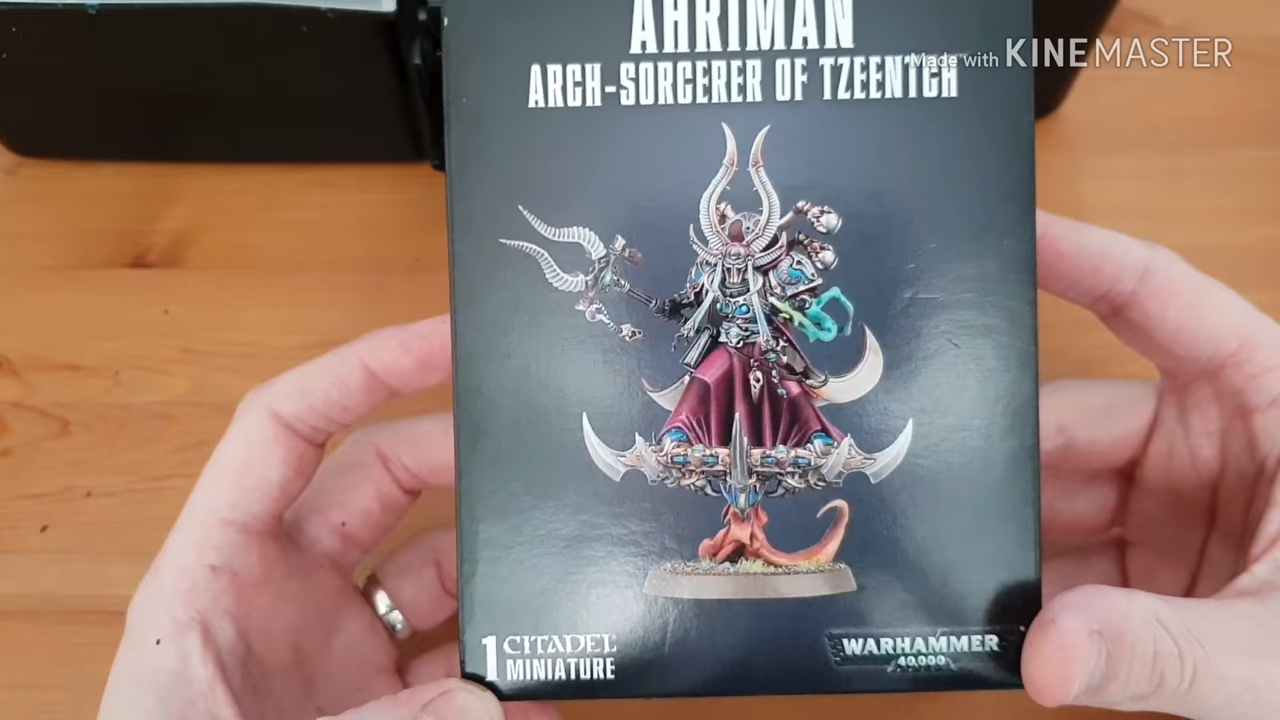 AHRIMAN
ARCH-SORCERER OF TZEENTCH
Made with KINEMASTER
1 CITADEL
MINIATURE
WARHAMMER
40,000